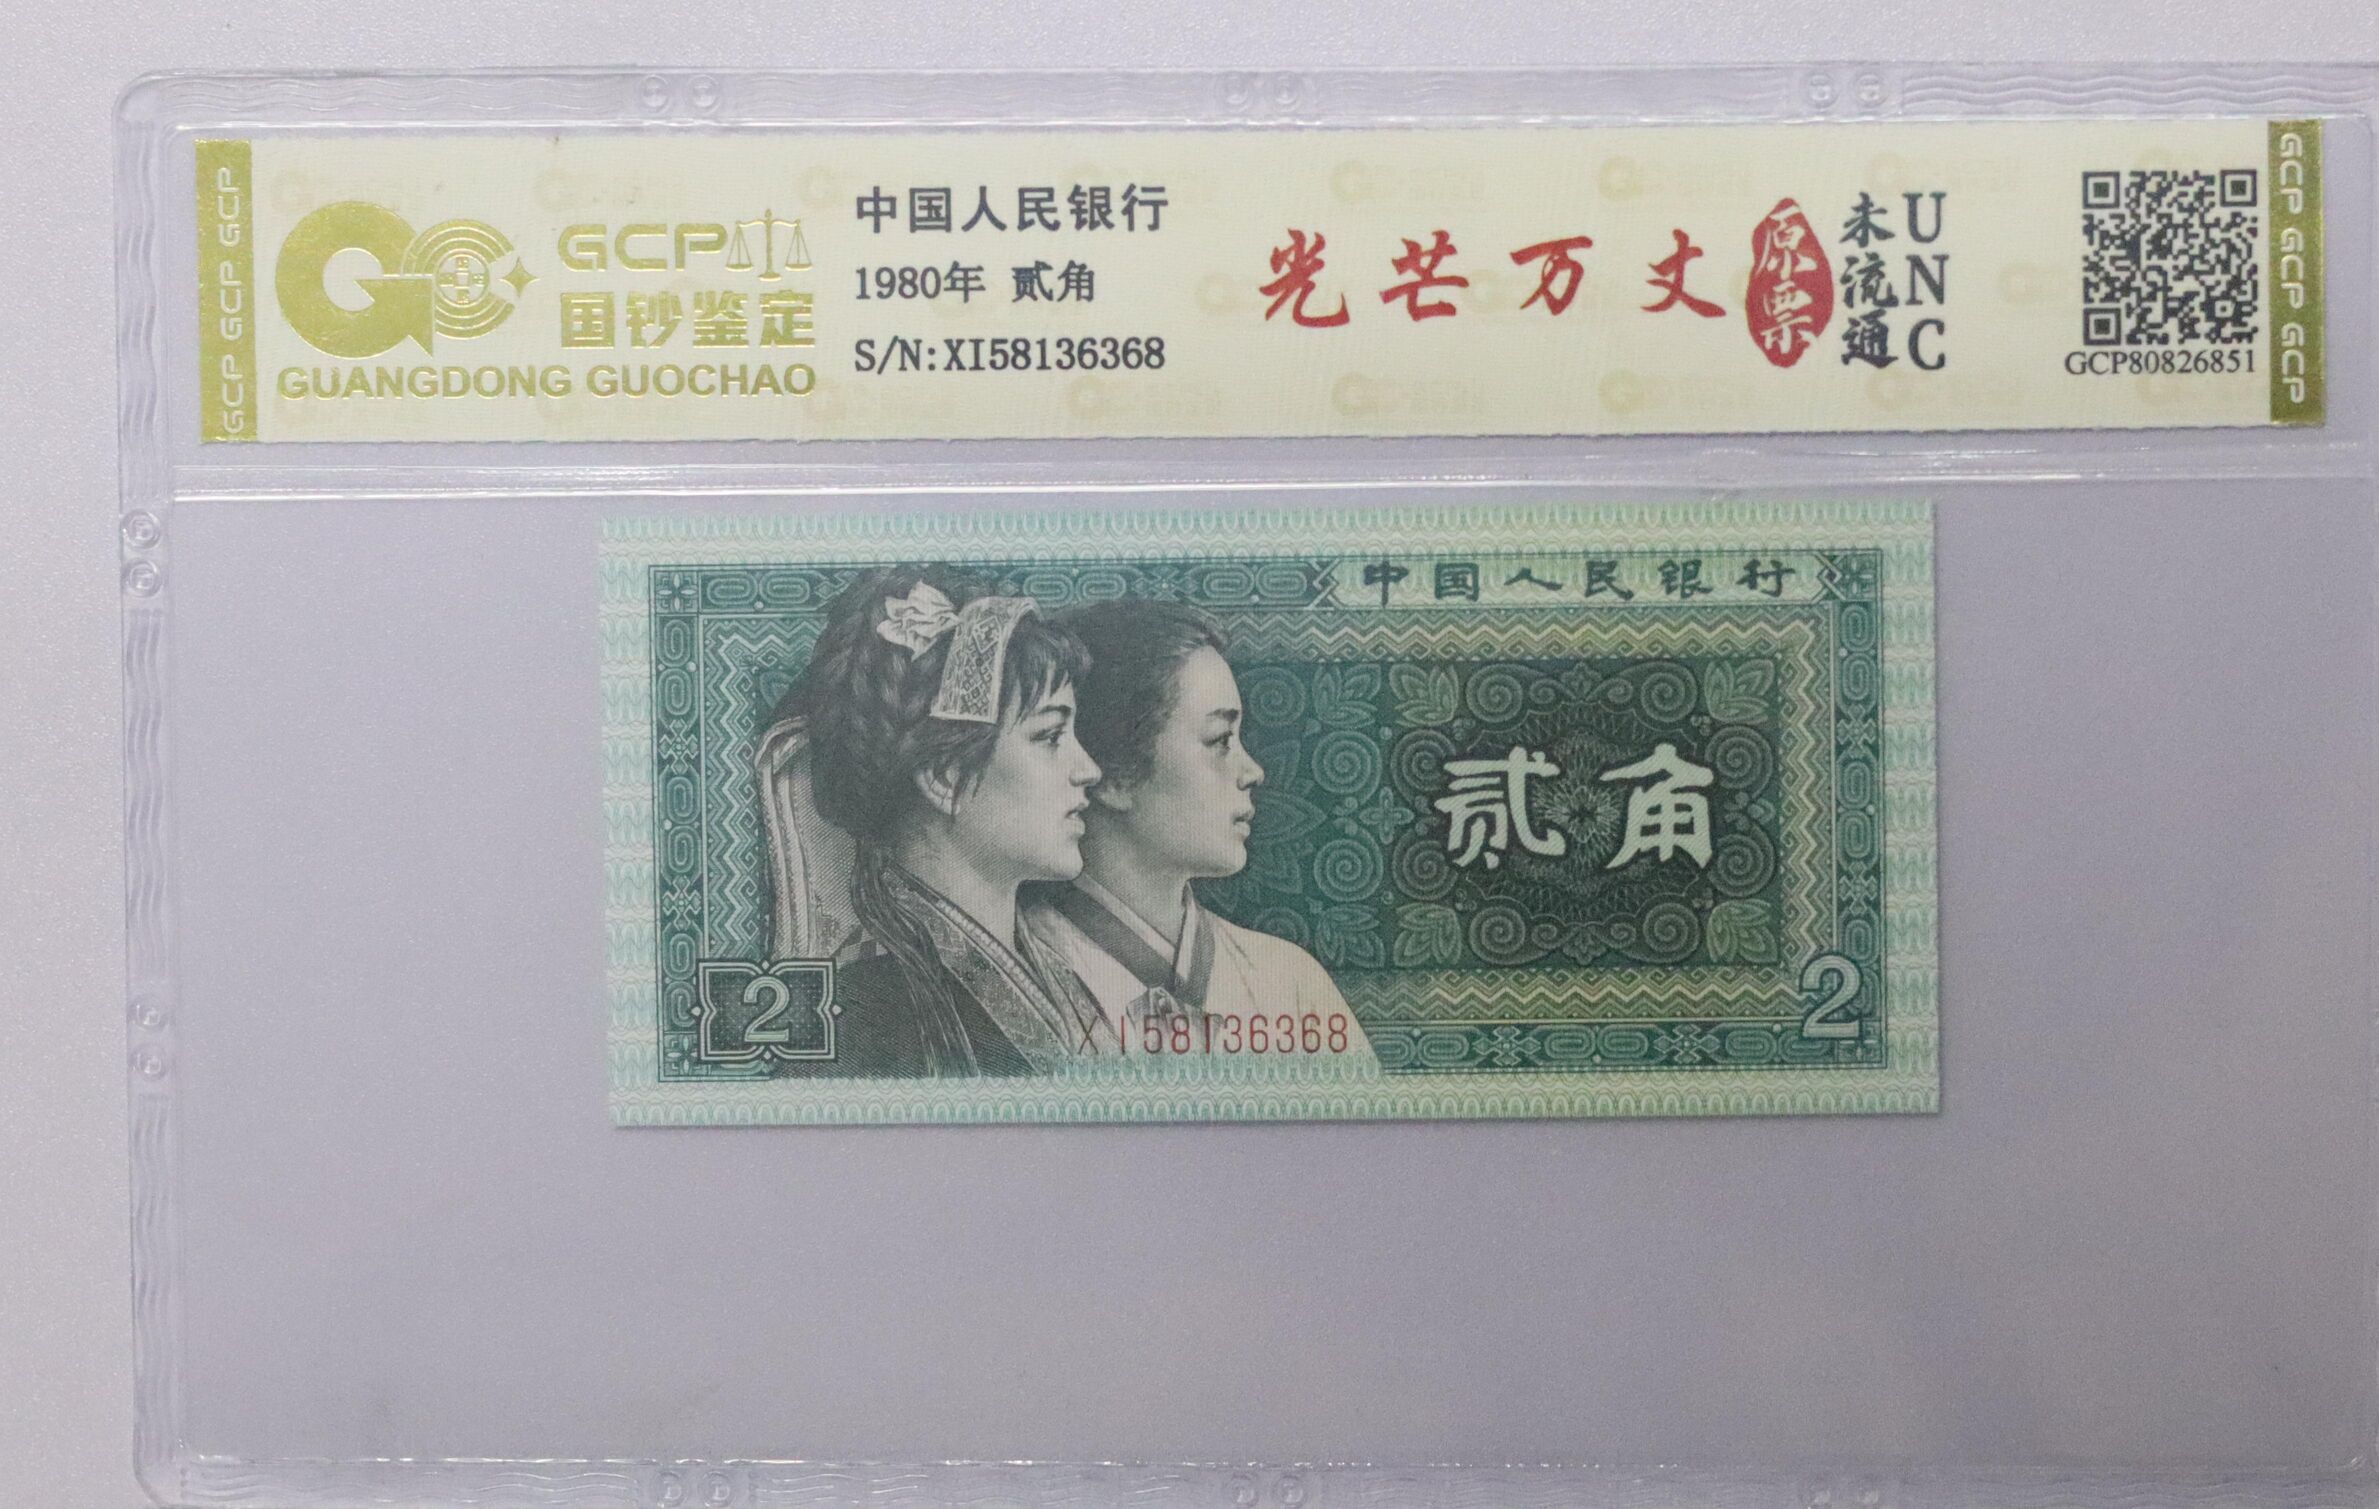 GCP GCP GCP
GCP
国钞鉴定
GUANGDONG GUOCHAO
中国人民银行
1980年 贰角
S/N:XI58136368
光芒万丈
原票
未流通
UNC
GCP80826851
GCP GCP GCP
中国人民银行
贰角
2
2
XI58136368